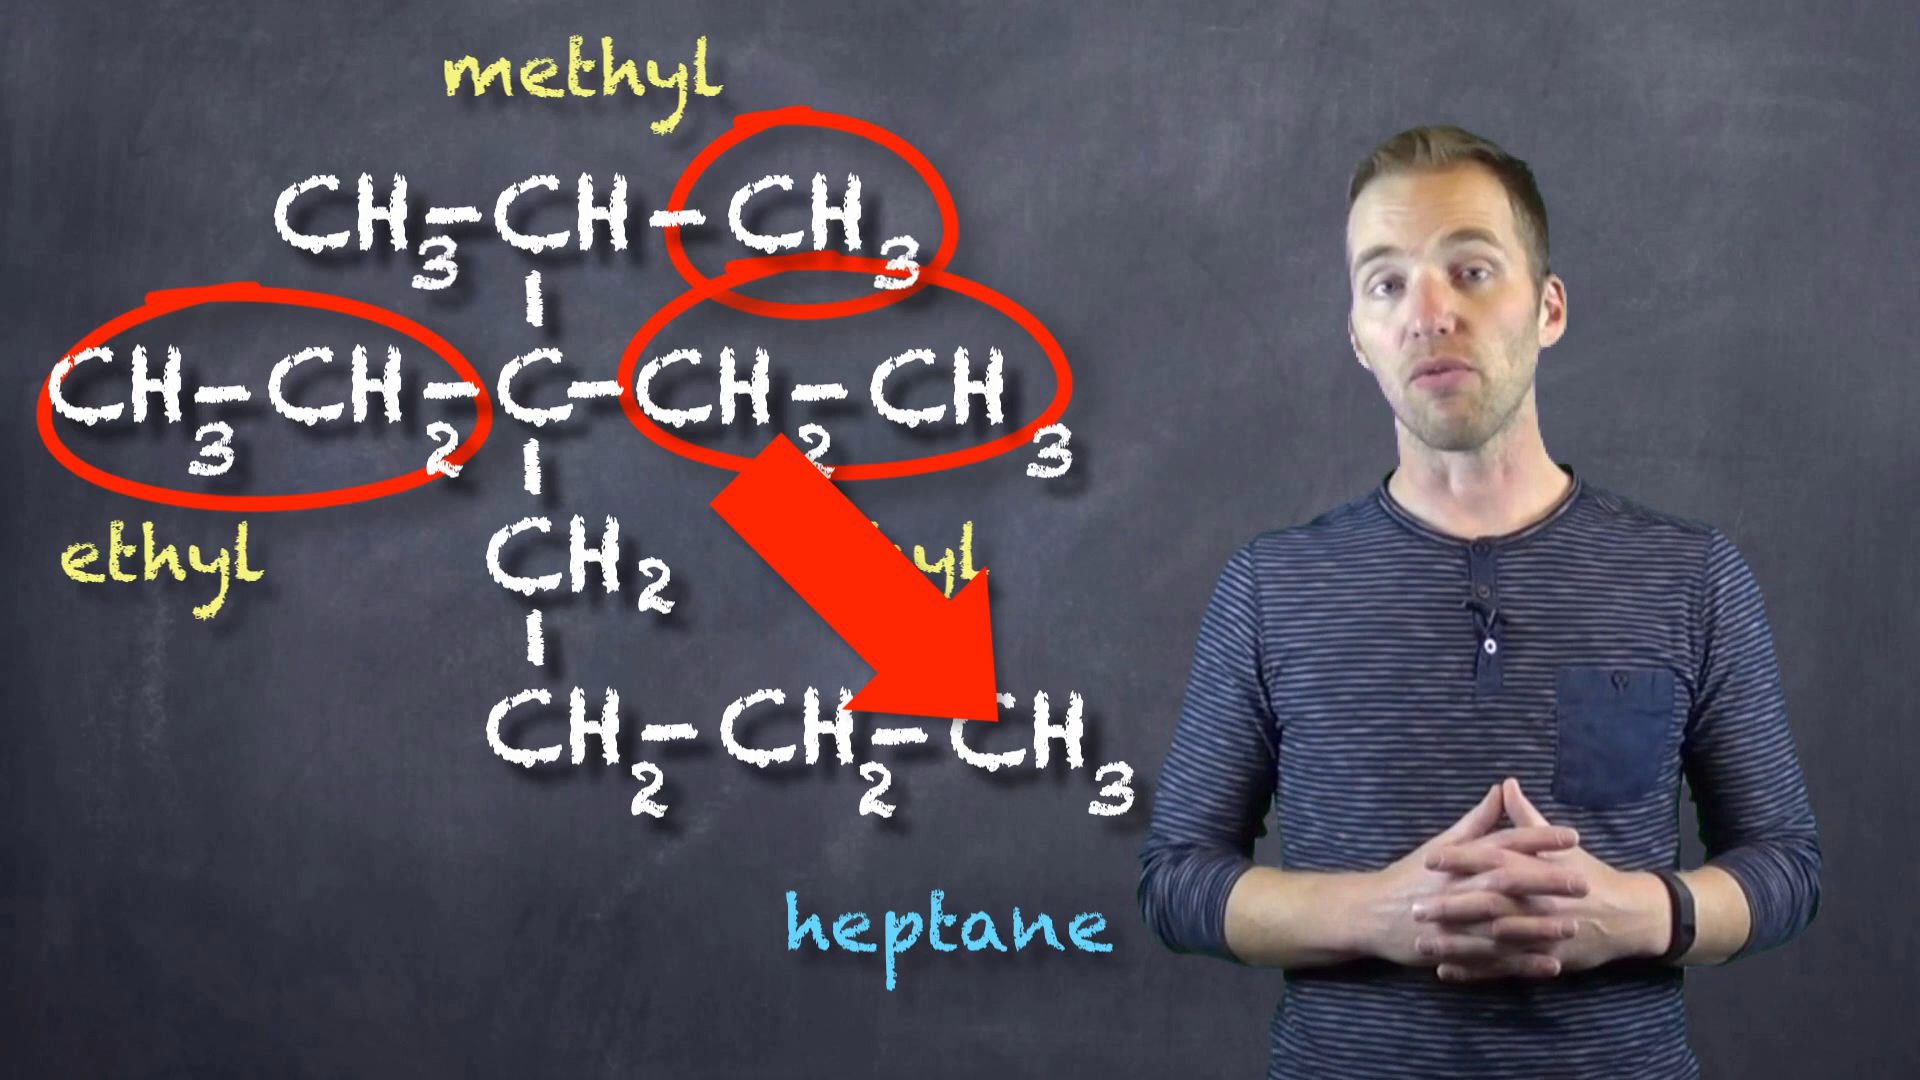 methyl
CH3-CH-CH3
CH3-CH2-C-CH2-CH3
ethyl
CH2
CH2-CH2-CH3
heptane